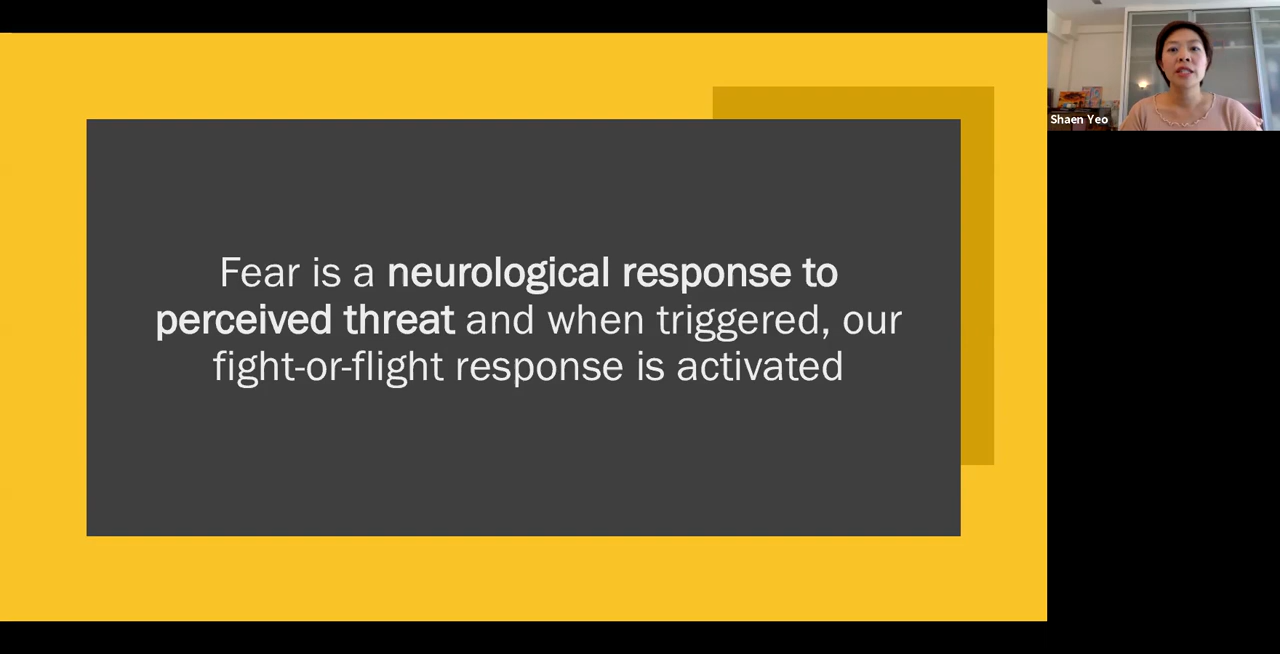 Fear is a neurological response to
perceived threat and when triggered, our
fight-or-flight response is activated
Shaen Yeo